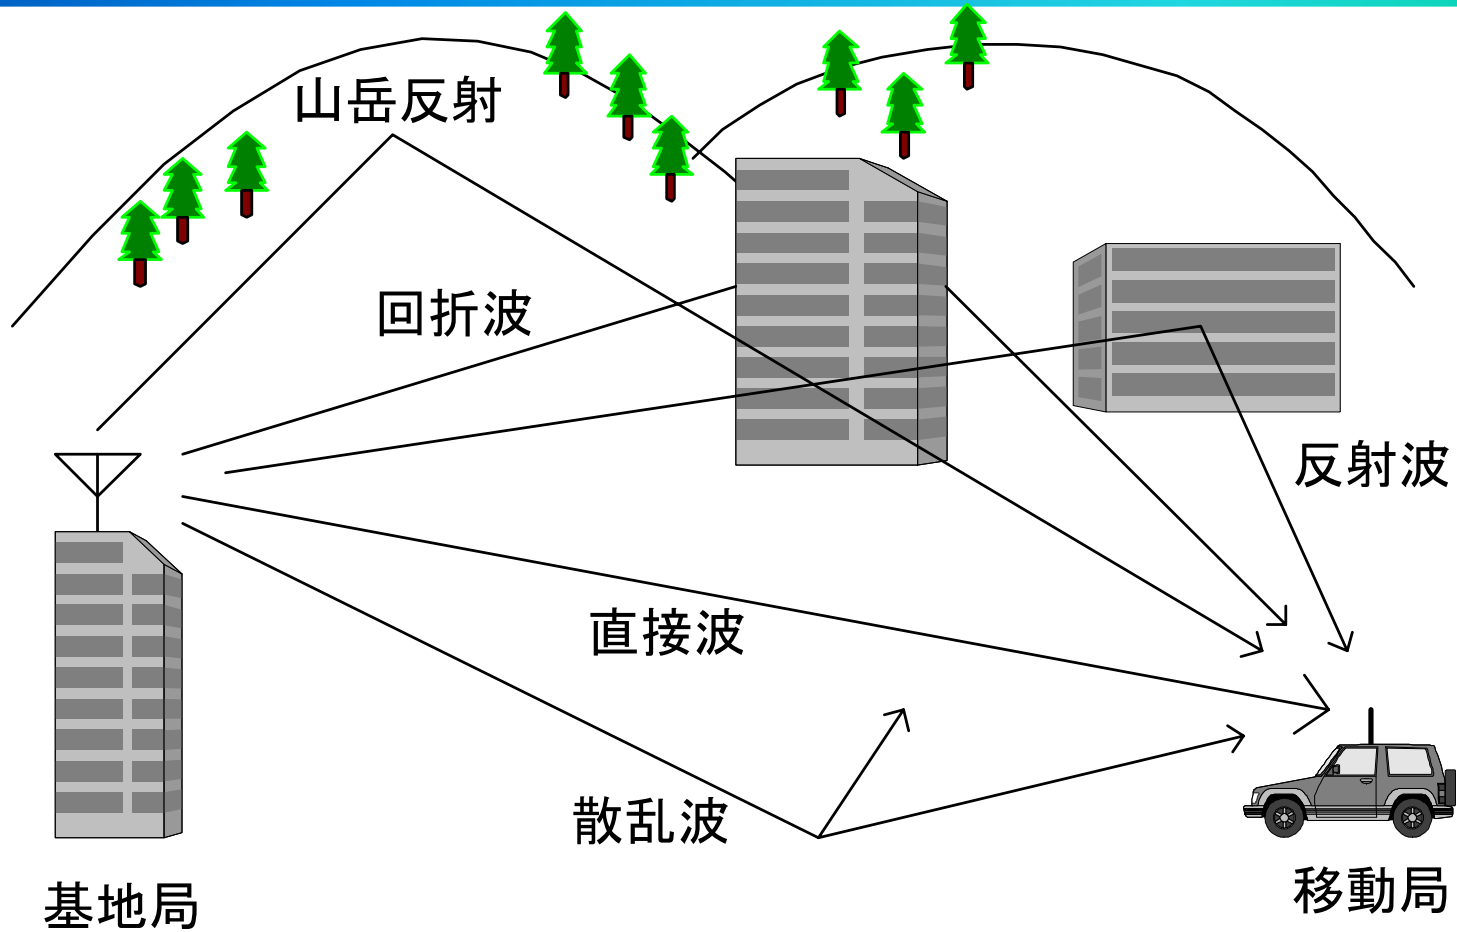 山岳反射
回折波
反射波
直接波
散乱波
基地局
移動局